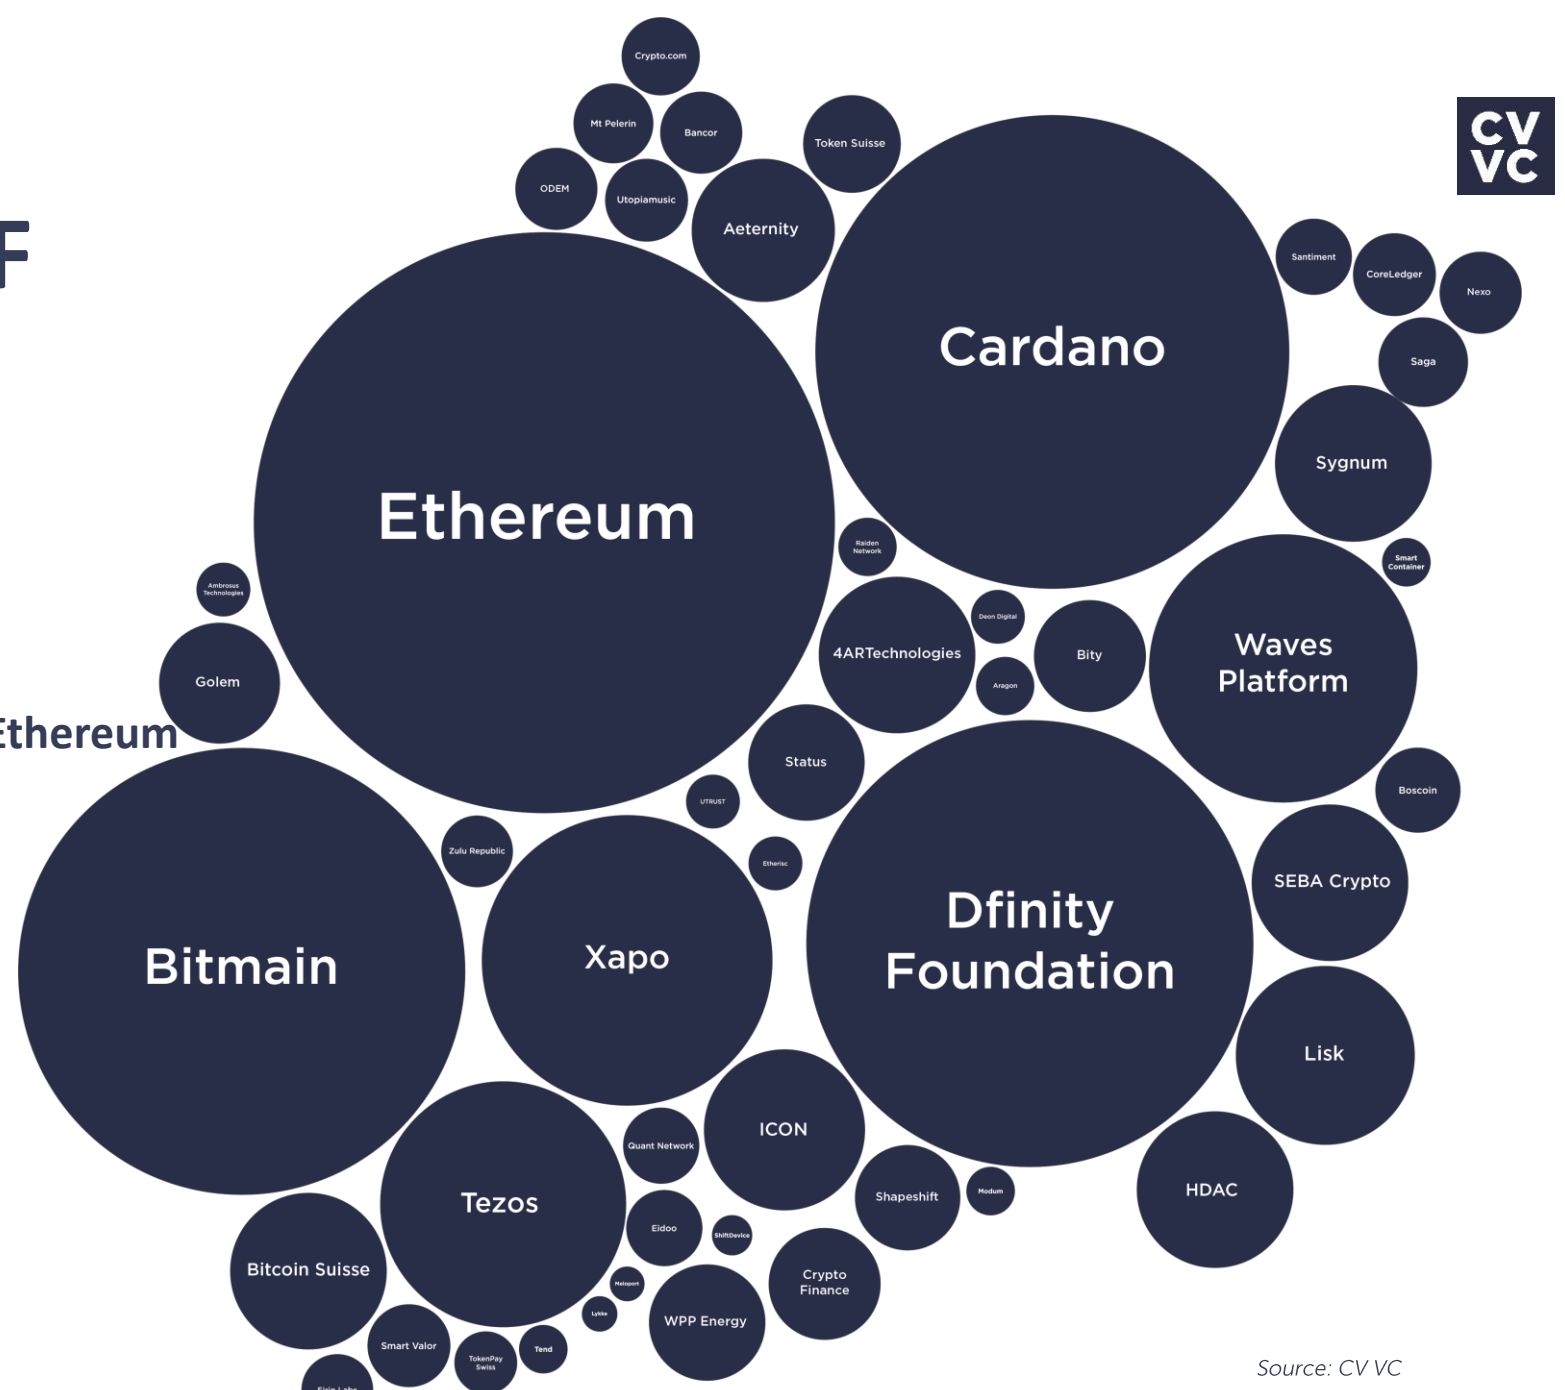 Crypto.com
Mt Pelerin
Bancor
Token Suisse
CV
VC
ODEM
Utopiamusic
Aeternity
F
Santiment
CoreLedger
Nexo
Cardano
Saga
Sygnum
Ethereum
Raiden
Network
Smart
Container
Ambrosus
Technologies
Deon Digital
4ARTechnologies
Bity
Waves
Platform
Golem
Aragon
Ethereum
Status
Boscoin
UTRUST
Zulu Republic
Etherisc
SEBA Crypto
Dfinity
Foundation
Bitmain
Xapo
Lisk
ICON
Quant Network
Tezos
Shapeshift
Modum
HDAC
Eidoo
ShiftDevice
Bitcoin Suisse
Crypto
Finance
Meloport
Lykke
WPP Energy
Smart Valor
TokenPay
Swiss
Tend
Source: CV VC